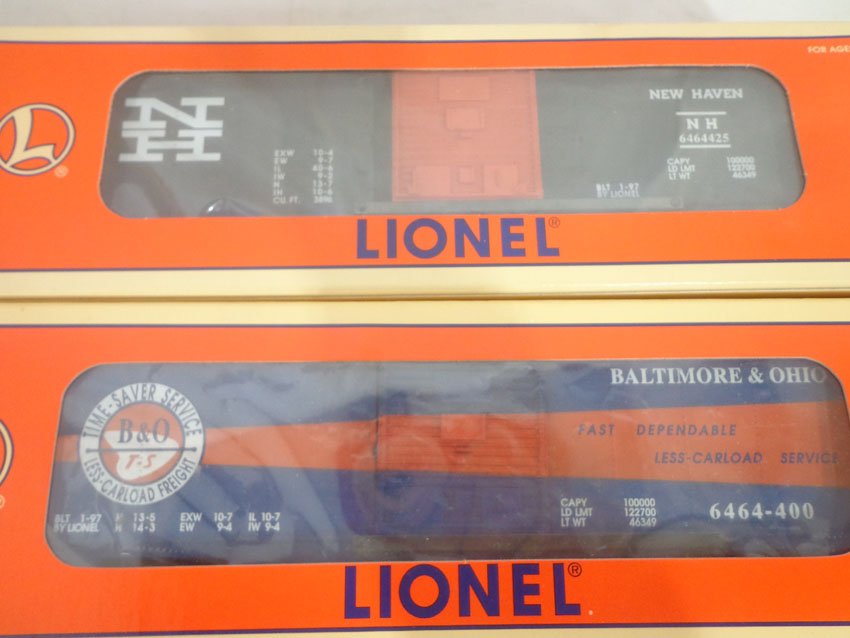 FOR AGE
L
®
NH
NEW HAVEN
NH
6464425
EXW 10-4
EW 9-7
IL 40-6
IW 9-2
H 13-7
IH 10-6
CU. FT. 3898
CAPY 100000
LD LMT 122700
LT WT 46349
BLT 1-97
BY LIONEL
LIONEL®
BALTIMORE & OHIO
TIME-SAVER SERVICE
B&O
T-S
LESS-CARLOAD FREIGHT
FAST DEPENDABLE
LESS-CARLOAD SERVICE
BLT 1-97 H 13-5 EXW 10-7 IL 10-7
BY LIONEL H 14-3 EW 9-4 IW 9-4
CAPY 100000
LD LMT 122700
LT WT 46349
6464-400
LIONEL®